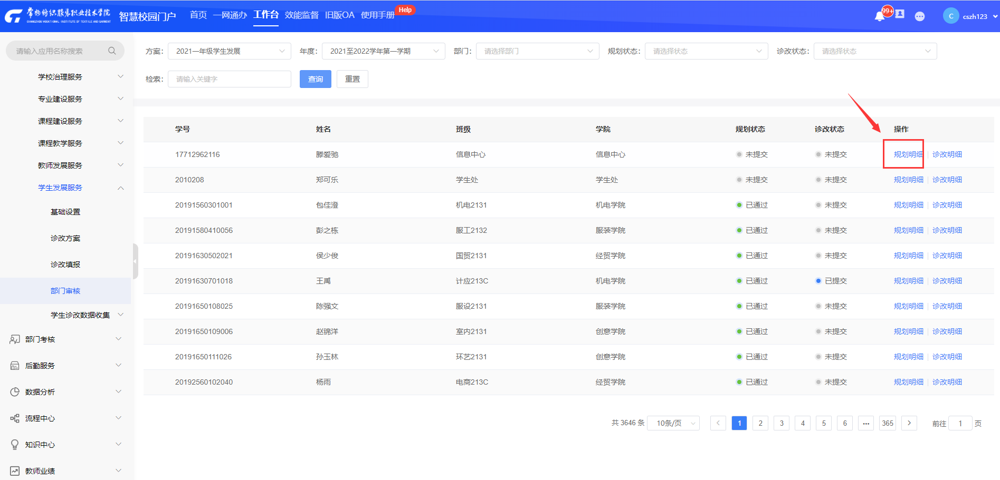 常州纺织服装职业技术学院
CHANGZHOU VOCATIONAL INSTITUTE OF TEXTILE AND GARMENT
智慧校园门户 首页 一网通办 工作台 效能监督 旧版OA 使用手册 Help
99+ C cszh123
请输入应用名称搜索
学校治理服务
专业建设服务
课程建设服务
课程教学服务
教师发展服务
学生发展服务
基础设置
诊改方案
诊改填报
部门审核
学生诊改数据收集
部门考核
后勤服务
数据分析
流程中心
知识中心
教师业绩
方案： 2021一年级学生发展 年度： 2021至2022学年第一学期 部门： 请选择部门 规划状态： 请选择状态 诊改状态： 请选择状态
检索： 请输入关键字 查询 重置
学号 姓名 班级 学院 规划状态 诊改状态 操作
17712962116 滕爱驰 信息中心 信息中心 未提交 未提交 规划明细 诊改明细
2010208 郑可乐 学生处 学生处 未提交 未提交 规划明细 诊改明细
20191560301001 包佳澄 机电2131 机电学院 已通过 未提交 规划明细 诊改明细
20191580410056 彭之栋 服工2132 服装学院 已通过 未提交 规划明细 诊改明细
20191630502021 侯少俊 国贸2131 经贸学院 已通过 未提交 规划明细 诊改明细
20191630701018 王禹 计应213C 机电学院 已通过 已提交 规划明细 诊改明细
20191650108025 陈强文 服设2131 服装学院 已通过 未提交 规划明细 诊改明细
20191650109006 赵锦洋 室内2131 创意学院 已通过 未提交 规划明细 诊改明细
20191650111026 孙玉林 环艺2131 创意学院 已通过 未提交 规划明细 诊改明细
20192560102040 杨雨 电商213C 经贸学院 已通过 未提交 规划明细 诊改明细
共 3646 条 10条/页 1 2 3 4 5 6 ••• 365 前往 1 页